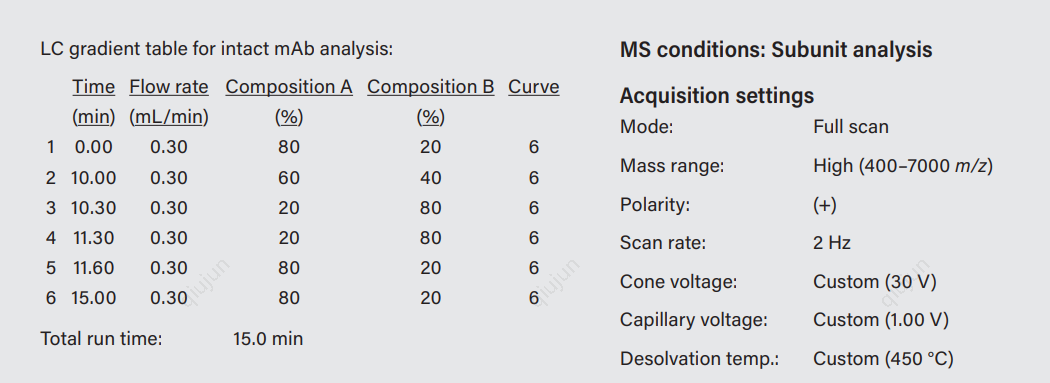 LC gradient table for intact mAb analysis:
Time Flow rate Composition A Composition B Curve
(min) (mL/min) (%) (%)
1 0.00 0.30 80 20 6
2 10.00 0.30 60 40 6
3 10.30 0.30 20 80 6
4 11.30 0.30 20 80 6
5 11.60 0.30 80 20 6
6 15.00 0.30 80 20 6
Total run time: 15.0 min
MS conditions: Subunit analysis
Acquisition settings
Mode: Full scan
Mass range: High (400–7000 m/z)
Polarity: (+)
Scan rate: 2 Hz
Cone voltage: Custom (30 V)
Capillary voltage: Custom (1.00 V)
Desolvation temp.: Custom (450 °C)
qiujun
qiujun
qiujun